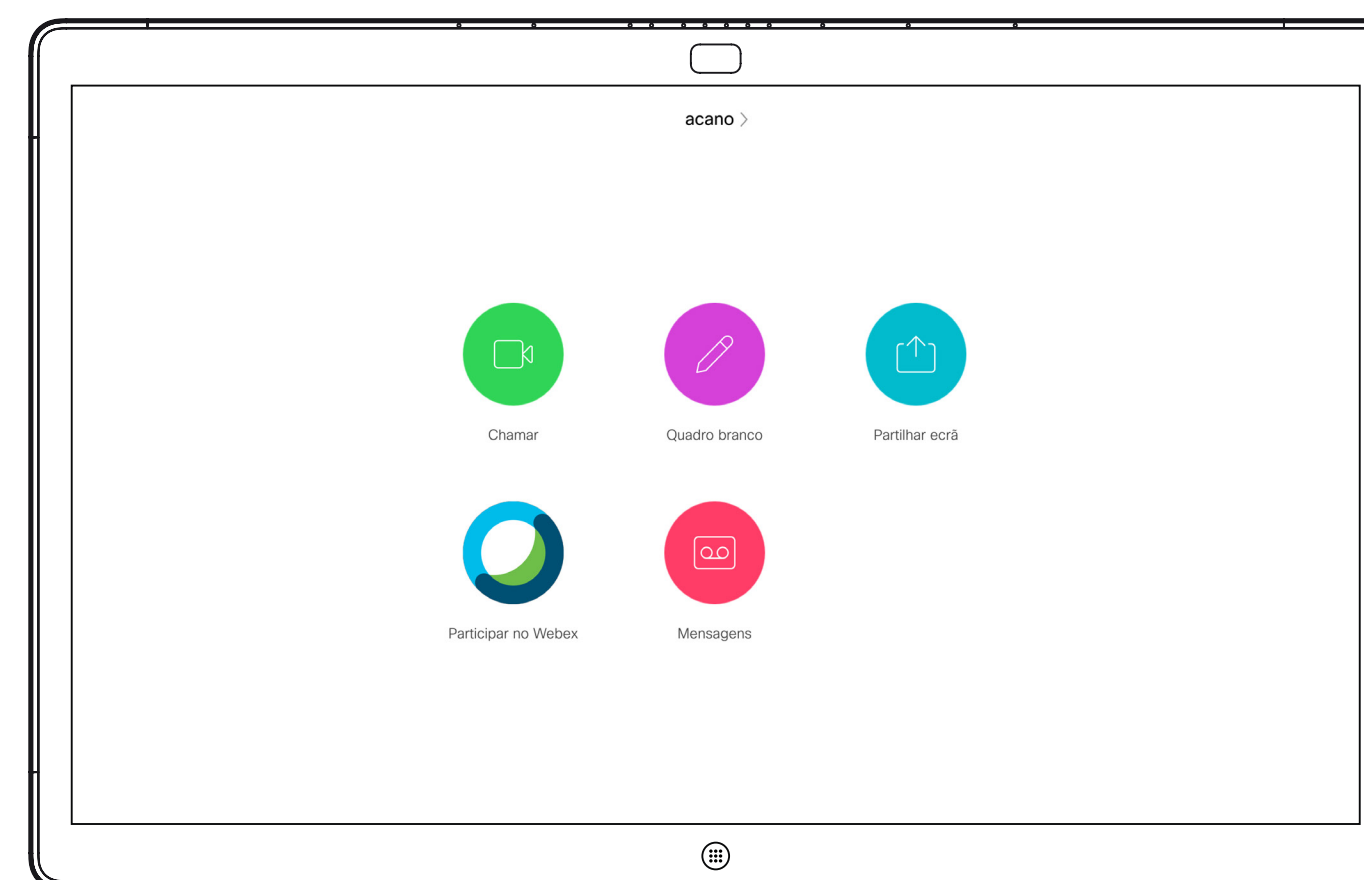 acano
Chamar
Quadro branco
Partilhar ecrã
Participar no Webex
Mensagens